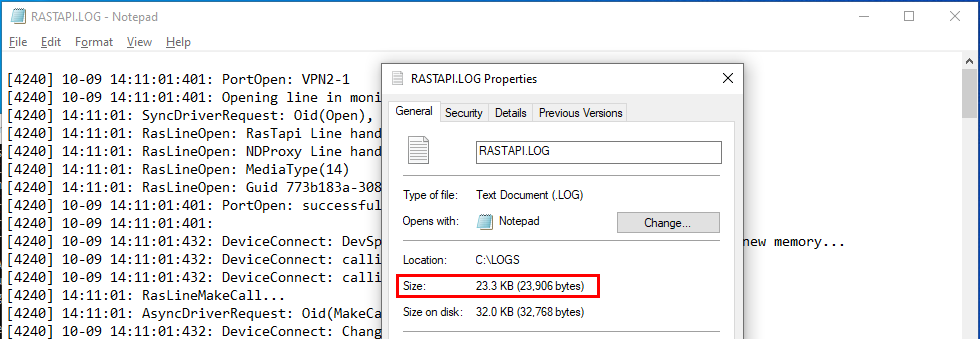 RASTAPI.LOG - Notepad
File Edit Format View Help
[4240] 10-09 14:11:01:401: PortOpen: VPN2-1
[4240] 10-09 14:11:01:401: Opening line in moni
[4240] 14:11:01: SyncDriverRequest: Oid(Open),
[4240] 14:11:01: RasLineOpen: RasTapi Line hand
[4240] 14:11:01: RasLineOpen: NDProxy Line hand
[4240] 14:11:01: RasLineOpen: MediaType(14)
[4240] 14:11:01: RasLineOpen: Guid 773b183a-308
[4240] 10-09 14:11:01:401: PortOpen: successful
[4240] 10-09 14:11:01:401:
[4240] 10-09 14:11:01:432: DeviceConnect: DevSp
new memory...
[4240] 10-09 14:11:01:432: DeviceConnect: calli
[4240] 10-09 14:11:01:432: DeviceConnect: calli
[4240] 14:11:01: RasLineMakeCall...
[4240] 14:11:01: AsyncDriverRequest: Oid(MakeCa
[4240] 10-09 14:11:01:432: DeviceConnect: Chang
RASTAPI.LOG Properties
General Security Details Previous Versions
RASTAPI.LOG
Type of file: Text Document (.LOG)
Opens with: Notepad Change...
Location: C:\LOGS
Size: 23.3 KB (23,906 bytes)
Size on disk: 32.0 KB (32,768 bytes)